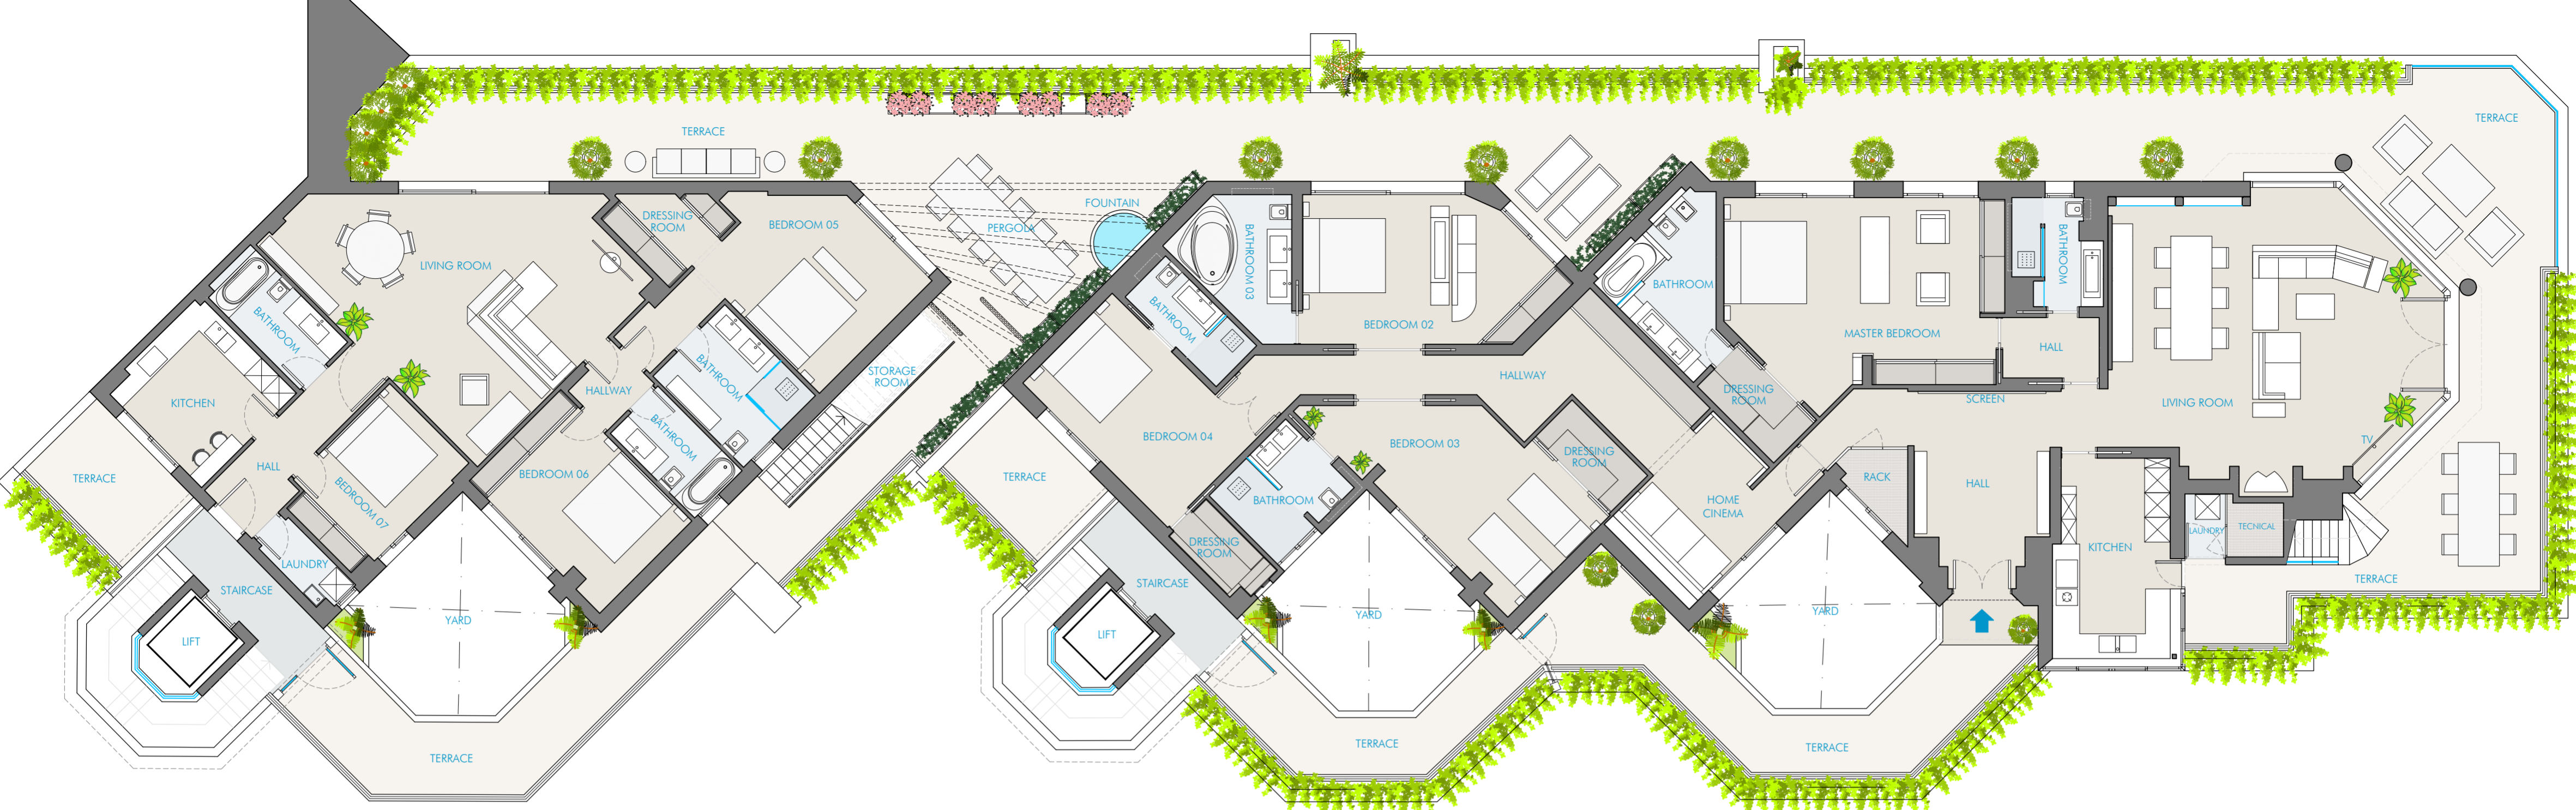 TERRACE
TERRACE
DRESSING
ROOM
BEDROOM 05
FOUNTAIN
PERGOLA
LIVING ROOM
BATHROOM
KITCHEN
HALL
TERRACE
BEDROOM 07
LAUNDRY
STAIRCASE
LIFT
HALLWAY
BATHROOM
BATHROOM
BEDROOM 06
STORAGE
ROOM
YARD
TERRACE
BATHROOM 03
BEDROOM 02
BATHROOM
HALLWAY
BEDROOM 04
BEDROOM 03
DRESSING
ROOM
TERRACE
BATHROOM
DRESSING
ROOM
STAIRCASE
LIFT
YARD
TERRACE
BATHROOM
MASTER BEDROOM
BATHROOM
HALL
DRESSING
ROOM
SCREEN
LIVING ROOM
TV
HOME
CINEMA
RACK
HALL
KITCHEN
LAUNDRY
TECNICAL
TERRACE
YARD
TERRACE